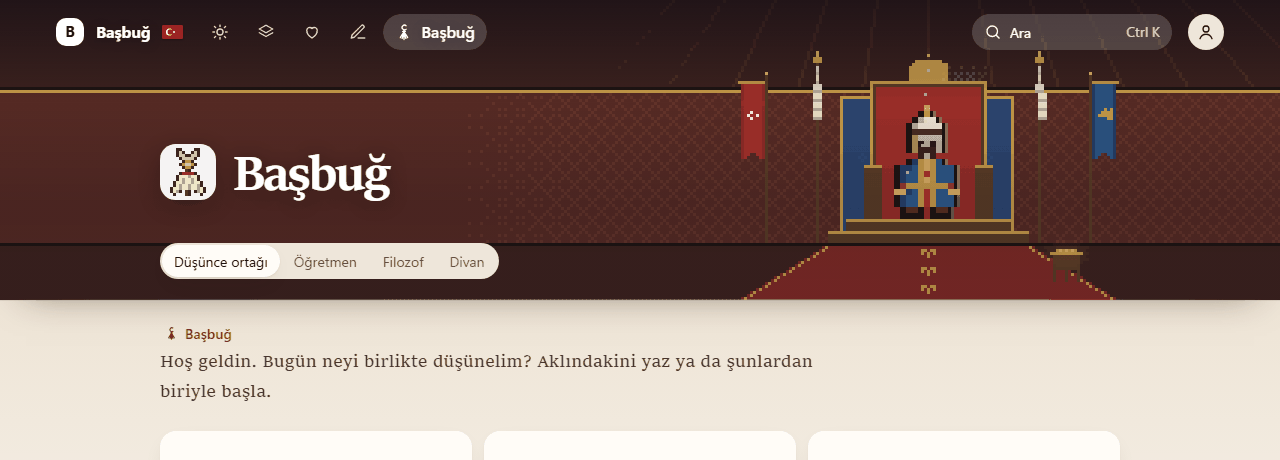 B Başbuğ Başbuğ Ara Ctrl K
Başbuğ
Düşünce ortağı Öğretmen Filozof Divan
Başbuğ
Hoş geldin. Bugün neyi birlikte düşünelim? Aklındakini yaz ya da şunlardan
biriyle başla.